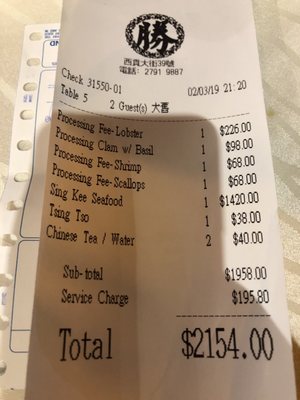 勝
西貢大街39號
電話: 2791 9887
Check 31550-01 02/03/19 21:20
Table 5 2 Guest(s) 大舊
Processing Fee-Lobster 1 $226.00
Processing Clam w/ Basil 1 $98.00
Processing Fee-Shrimp 1 $68.00
Processing Fee-Scallops 1 $68.00
Sing Kee Seafood 1 $1420.00
Tsing Tso 1 $38.00
Chinese Tea / Water 2 $40.00
Sub-total $1958.00
Service Charge $195.80
Total $2154.00